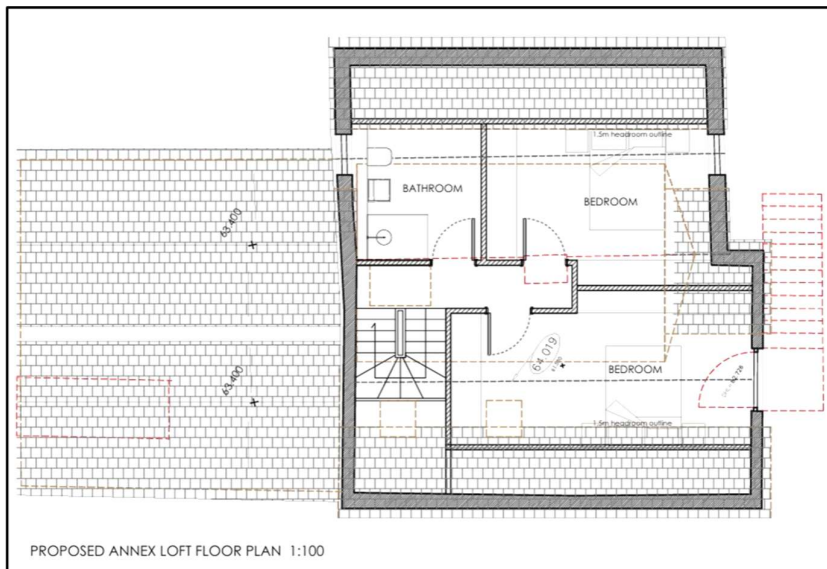 1.5m headroom outline
BATHROOM
BEDROOM
63.400
64.019
63.400
BEDROOM
1.5m headroom outline
PROPOSED ANNEX LOFT FLOOR PLAN 1:100